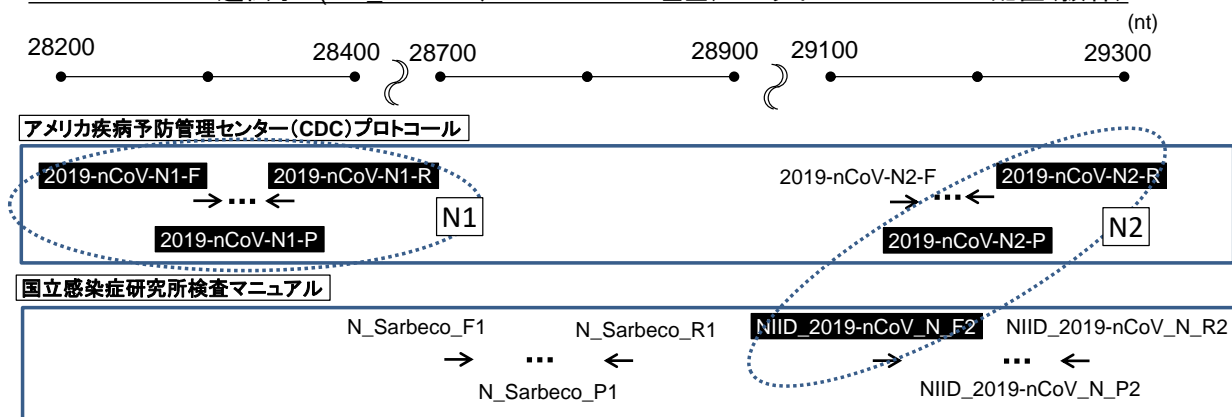 (nt)
28200 28400 28700 28900 29100 29300
アメリカ疾病予防管理センター(CDC)プロトコール
2019-nCoV-N1-F 2019-nCoV-N1-R 2019-nCoV-N2-F 2019-nCoV-N2-R
N1 N2
2019-nCoV-N1-P 2019-nCoV-N2-P
国立感染症研究所検査マニュアル
N_Sarbeco_F1 N_Sarbeco_R1 NIID_2019-nCoV_N_F2 NIID_2019-nCoV_N_R2
N_Sarbeco_P1 NIID_2019-nCoV_N_P2